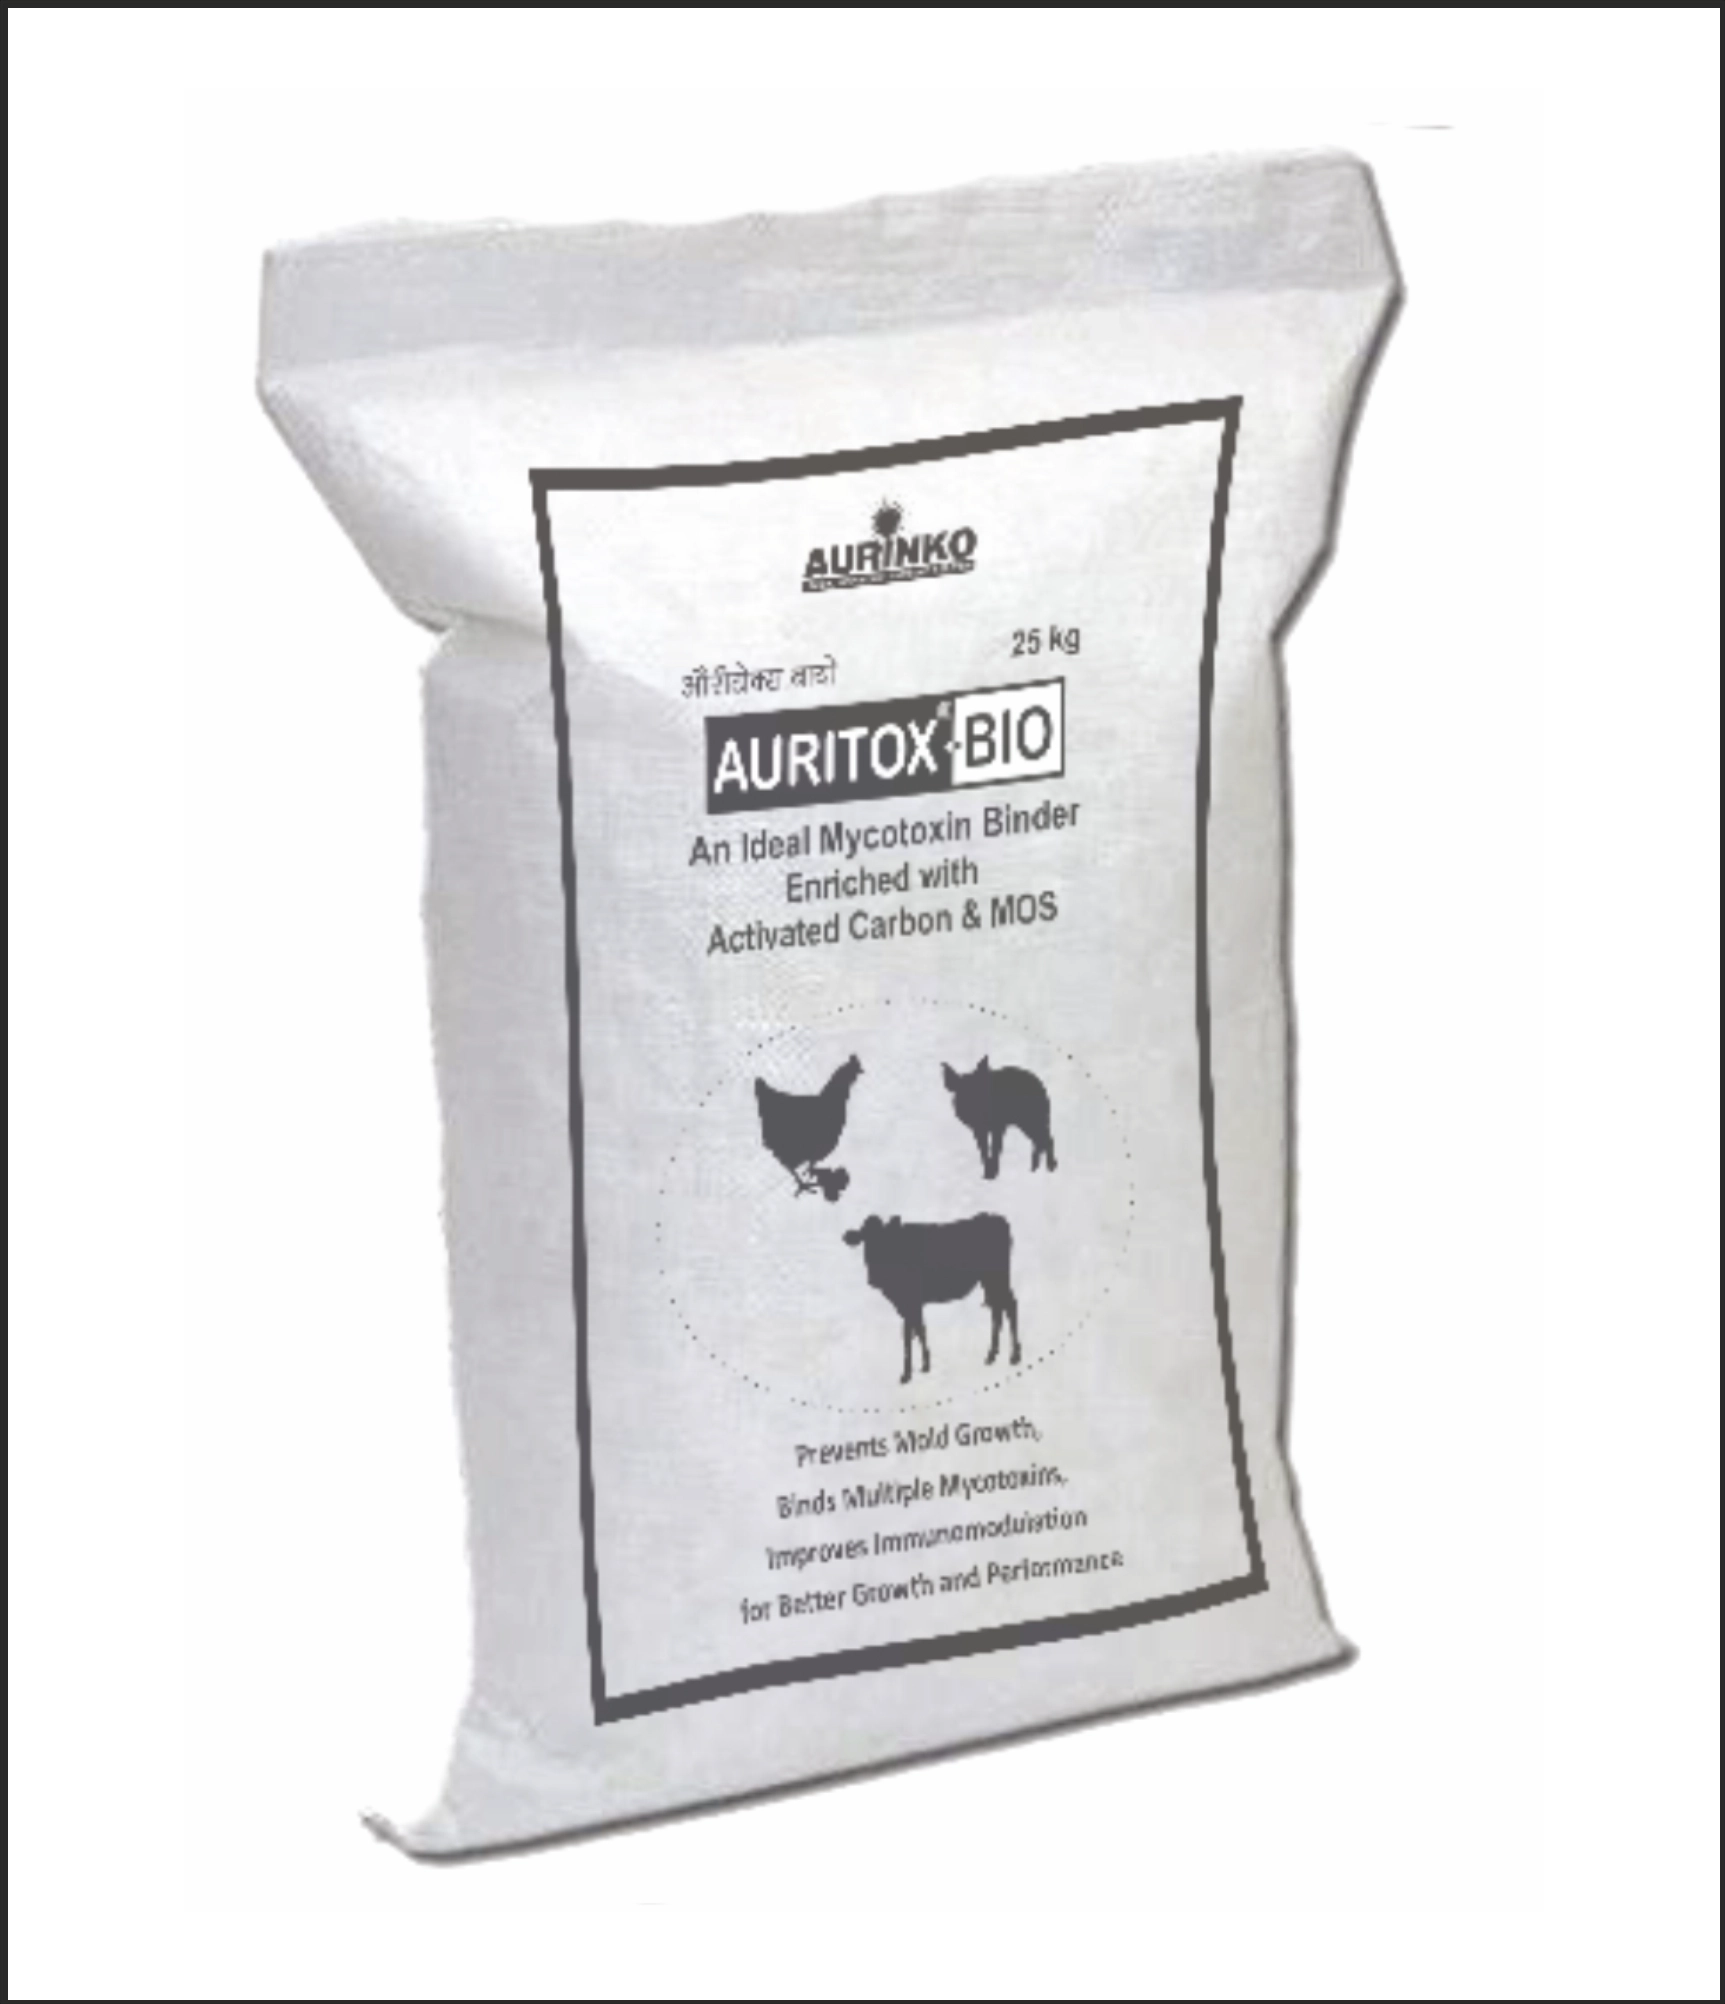 AURINKO
25 kg
AURITOX®-BIO
An Ideal Mycotoxin Binder
Enriched with
Activated Carbon & MOS
Prevents Mold Growth,
Binds Multiple Mycotoxins,
Improves Immunomodulation
for Better Growth and Performance